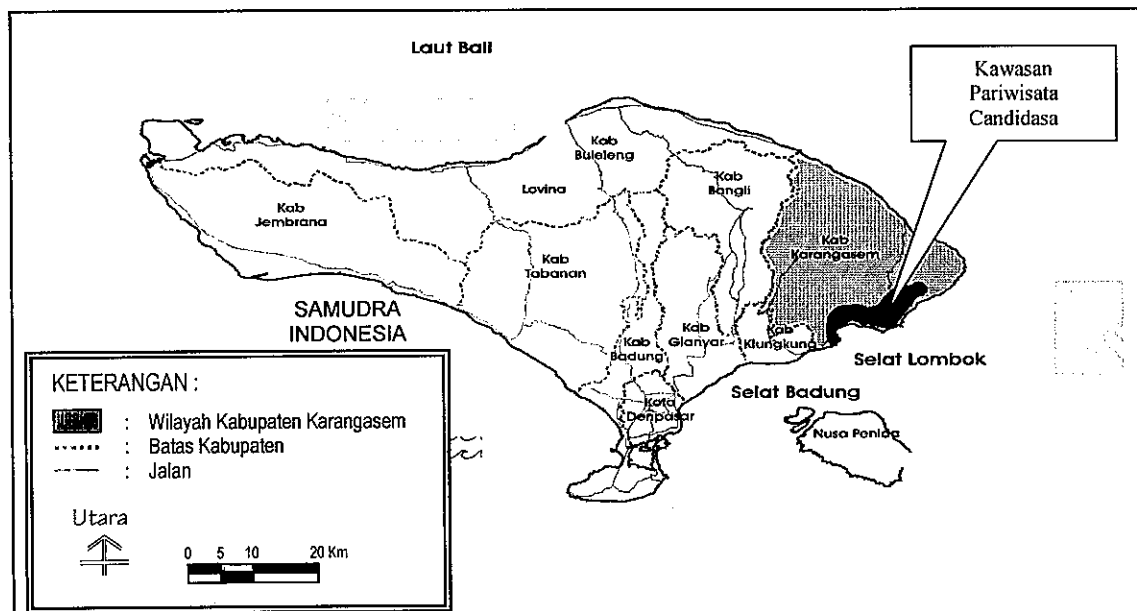 Laut Bali
Kawasan
Pariwisata
Candidasa
Kab
Buleleng
Lovina
Kab
Bangli
Kab
Jembrana
Kab
Karangasem
Kab
Tabanan
SAMUDRA
INDONESIA
Kab
Badung
Kab
Gianyar
Kab
Klungkung
Selat Lombok
Selat Badung
Kota
Denpasar
Nusa Penida
KETERANGAN :
: Wilayah Kabupaten Karangasem
: Batas Kabupaten
: Jalan
Utara
0 5 10 20 Km